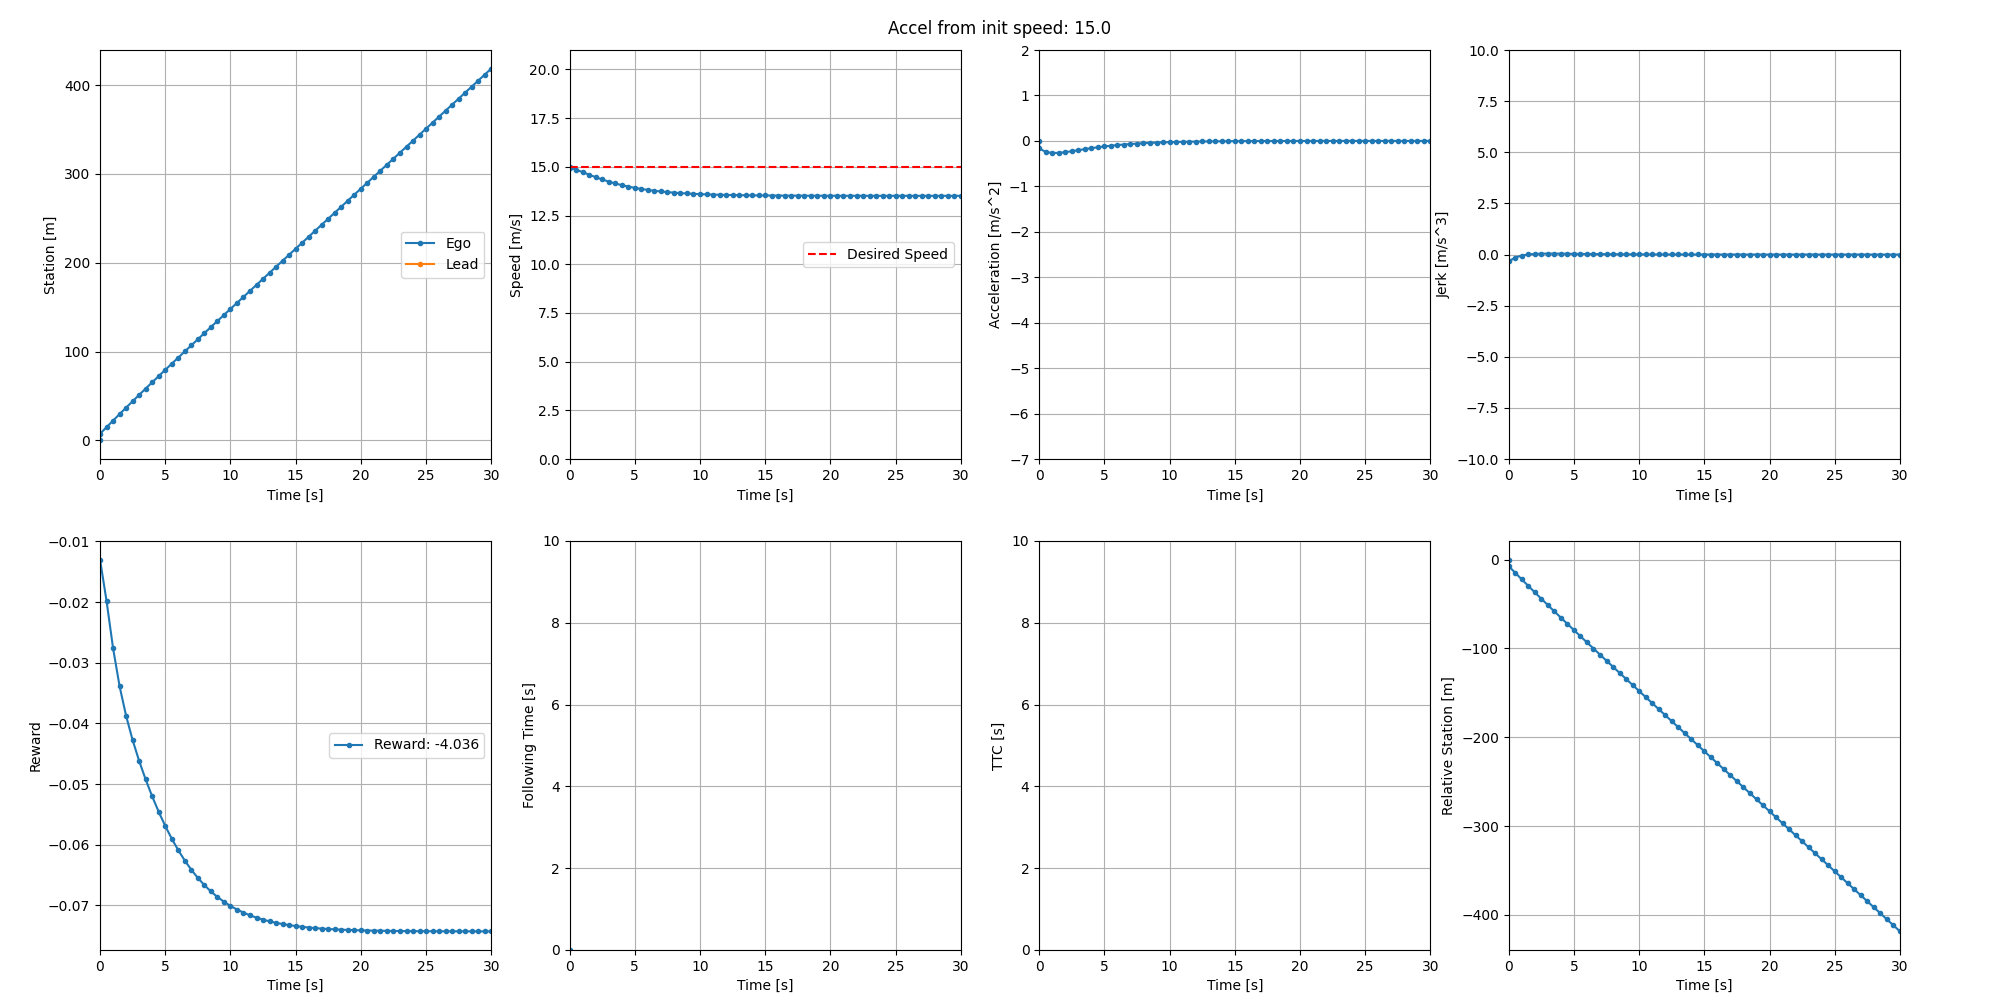 Accel from init speed: 15.0
Station [m]
400
300
200
100
0
Ego
Lead
0 5 10 15 20 25 30
Time [s]
Speed [m/s]
20.0
17.5
15.0
12.5
10.0
7.5
5.0
2.5
0.0
Desired Speed
0 5 10 15 20 25 30
Time [s]
Acceleration [m/s^2]
2
1
0
−1
−2
−3
−4
−5
−6
−7
0 5 10 15 20 25 30
Time [s]
Jerk [m/s^3]
10.0
7.5
5.0
2.5
0.0
−2.5
−5.0
−7.5
−10.0
0 5 10 15 20 25 30
Time [s]
Reward
−0.01
−0.02
−0.03
−0.04
−0.05
−0.06
−0.07
Reward: -4.036
0 5 10 15 20 25 30
Time [s]
Following Time [s]
10
8
6
4
2
0
0 5 10 15 20 25 30
Time [s]
TTC [s]
10
8
6
4
2
0
0 5 10 15 20 25 30
Time [s]
Relative Station [m]
0
−100
−200
−300
−400
0 5 10 15 20 25 30
Time [s]